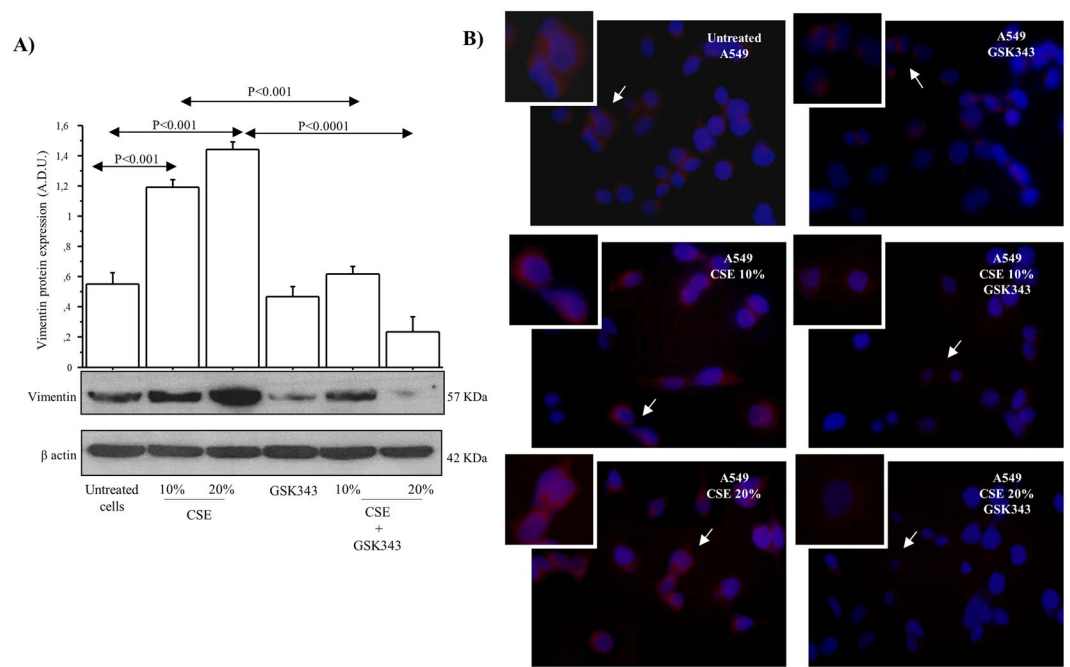 A)
P<0.001
P<0.001
P<0.0001
P<0.001
Vimentin protein expression (A.D.U.)
1,6
1,4
1,2
1
,8
,6
,4
,2
0
Vimentin
57 KDa
β actin
42 KDa
Untreated cells
10%
20%
GSK343
10%
20%
CSE
CSE
+
GSK343
B)
Untreated
A549
A549
GSK343
A549
CSE 10%
A549
CSE 10%
GSK343
A549
CSE 20%
A549
CSE 20%
GSK343